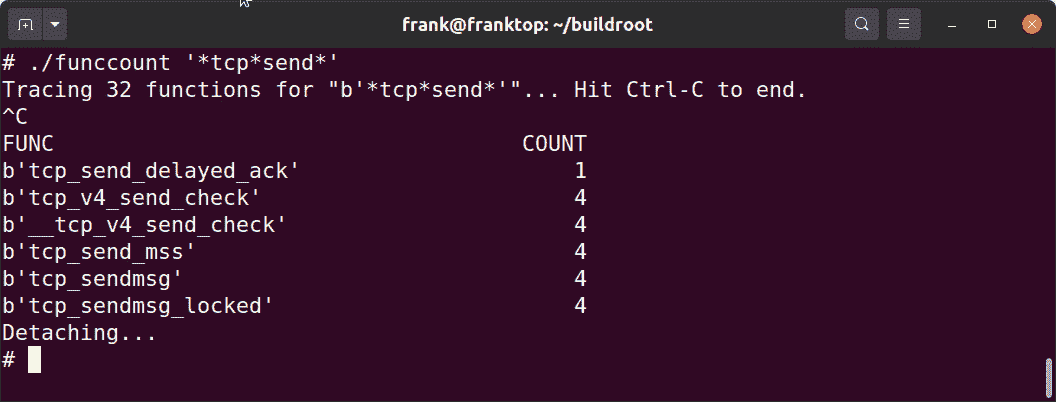 frank@franktop: ~/buildroot
# ./funccount '*tcp*send*'
Tracing 32 functions for "b'*tcp*send*'"... Hit Ctrl-C to end.
^C
FUNC                                    COUNT
b'tcp_send_delayed_ack'                     1
b'tcp_v4_send_check'                        4
b'__tcp_v4_send_check'                      4
b'tcp_send_mss'                             4
b'tcp_sendmsg'                              4
b'tcp_sendmsg_locked'                       4
Detaching...
#